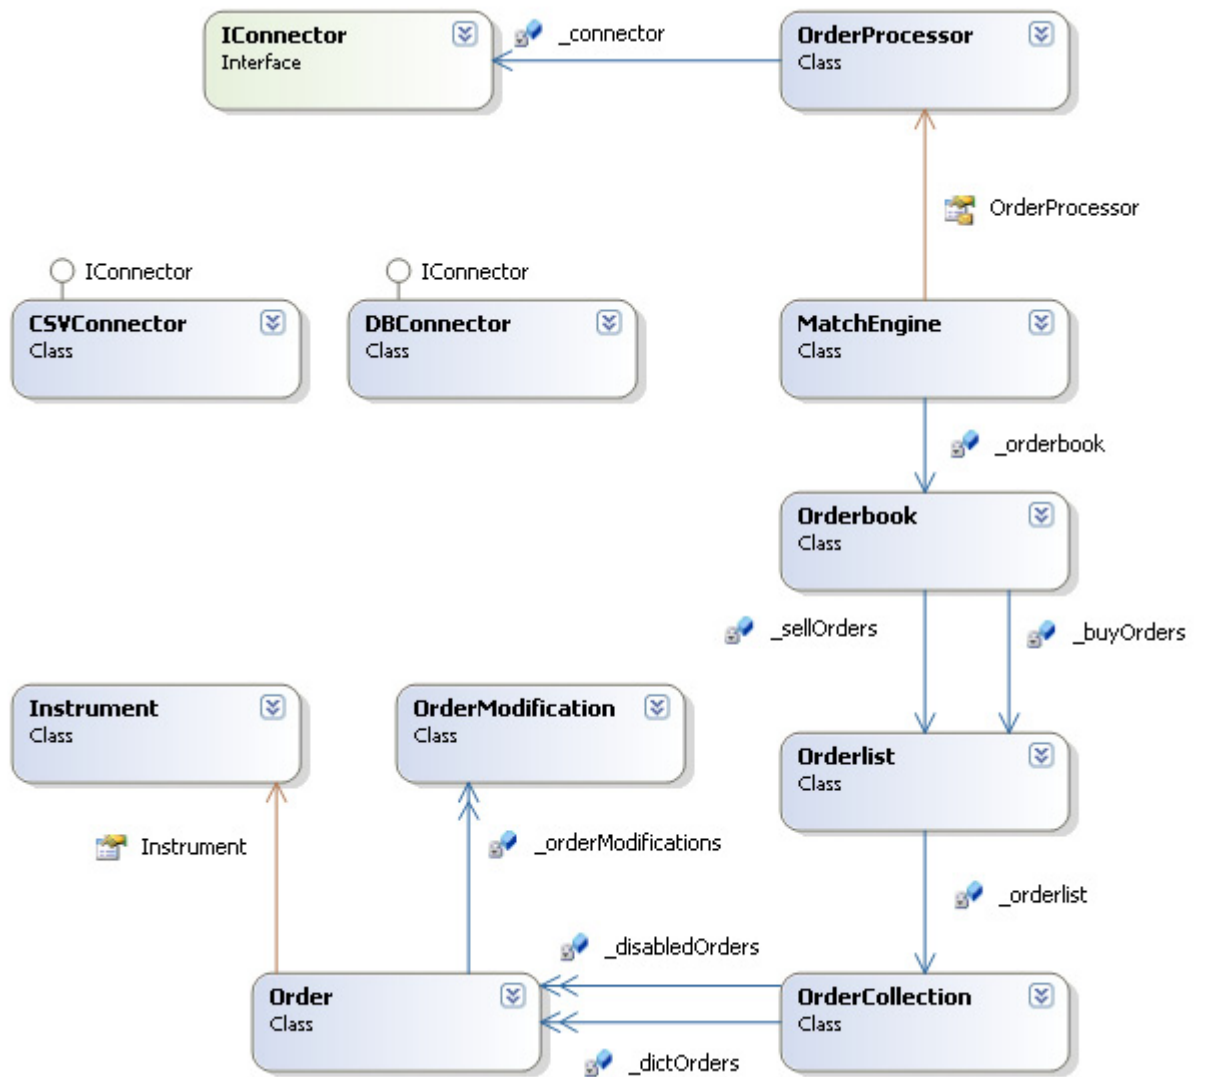 IConnector
Interface
_connector
OrderProcessor
Class
OrderProcessor
IConnector
CSVConnector
Class
IConnector
DBConnector
Class
MatchEngine
Class
_orderbook
Orderbook
Class
_sellOrders
_buyOrders
Instrument
Class
OrderModification
Class
Orderlist
Class
Instrument
_orderModifications
_orderlist
_disabledOrders
Order
Class
OrderCollection
Class
_dictOrders